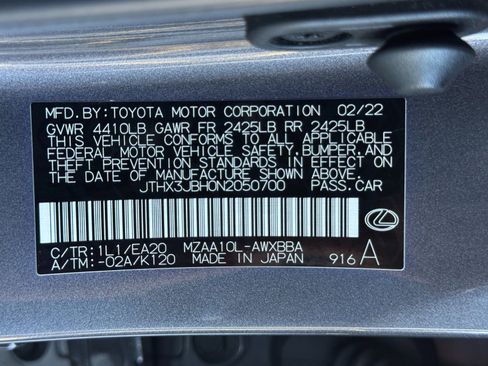 MFD.BY:TOYOTA MOTOR CORPORATION 02/22
GVWR 4410LB GAWR FR 2425LB RR 2425LB
THIS VEHICLE CONFORMS TO ALL APPLICABLE
FEDERAL MOTOR VEHICLE SAFETY,BUMPER,AND
THEFT PREVENTION STANDARDS IN EFFECT ON
THE DATE OF MANUFACTURE SHOWN ABOVE.
JTHX3JBH0N2050700 PASS.CAR
C/TR:1L1/EA20 MZAA10L-AWXBBA
A/TM:-02A/K120 MADE IN JAPAN 916 A